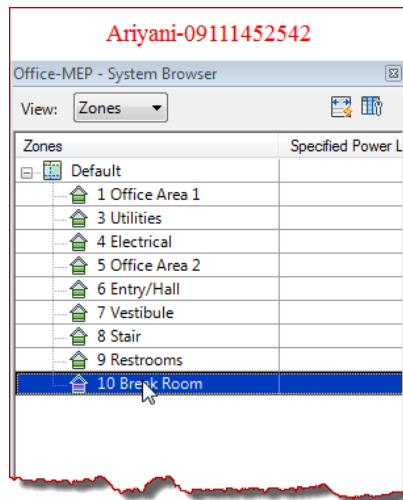 Ariyani-09111452542
Office-MEP - System Browser
View: Zones
Zones Specified Power L
Default
1 Office Area 1
3 Utilities
4 Electrical
5 Office Area 2
6 Entry/Hall
7 Vestibule
8 Stair
9 Restrooms
10 Break Room